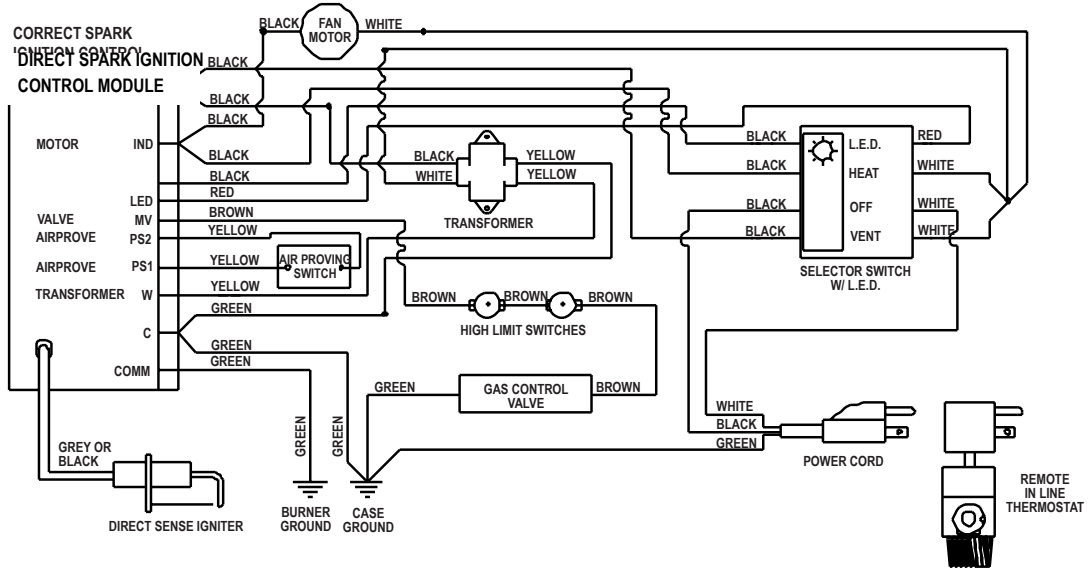 BLACK
FAN
MOTOR
WHITE
CORRECT SPARK
IGNITION CONTROL
DIRECT SPARK IGNITION
CONTROL MODULE
BLACK
BLACK
BLACK
MOTOR
IND
BLACK
BLACK
WHITE
YELLOW
YELLOW
TRANSFORMER
BLACK
L.E.D.
RED
BLACK
HEAT
WHITE
BLACK
OFF
WHITE
BLACK
VENT
WHITE
SELECTOR SWITCH
W/ L.E.D.
BLACK
LED
RED
VALVE
MV
BROWN
AIRPROVE
PS2
YELLOW
AIRPROVE
PS1
YELLOW
AIR PROVING
SWITCH
TRANSFORMER
W
YELLOW
GREEN
C
GREEN
COMM
GREEN
BROWN
BROWN
BROWN
HIGH LIMIT SWITCHES
GREEN
GAS CONTROL
VALVE
BROWN
WHITE
BLACK
GREEN
POWER CORD
REMOTE
IN LINE
THERMOSTAT
GREEN
GREEN
GREY OR
BLACK
DIRECT SENSE IGNITER
BURNER
GROUND
CASE
GROUND